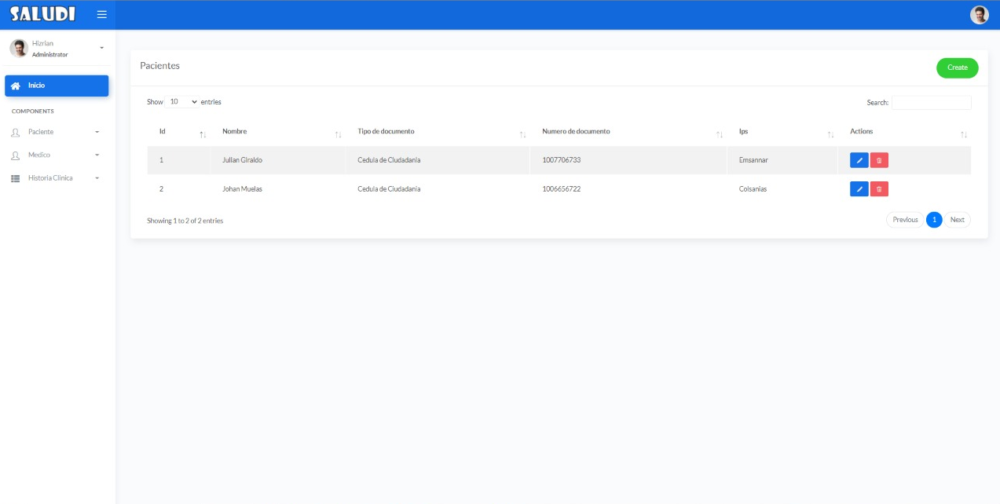 SALUDI
Hizrian
Administrator
Inicio
COMPONENTS
Paciente
Medico
Historia Clinica
Pacientes
Create
Show 10 entries
Search:
Id Nombre Tipo de documento Numero de documento Ips Actions
1 Julian Giraldo Cedula de Ciudadania 1007706733 Emsannar
2 Johan Muelas Cedula de Ciudadania 1006656722 Colsanias
Showing 1 to 2 of 2 entries
Previous 1 Next